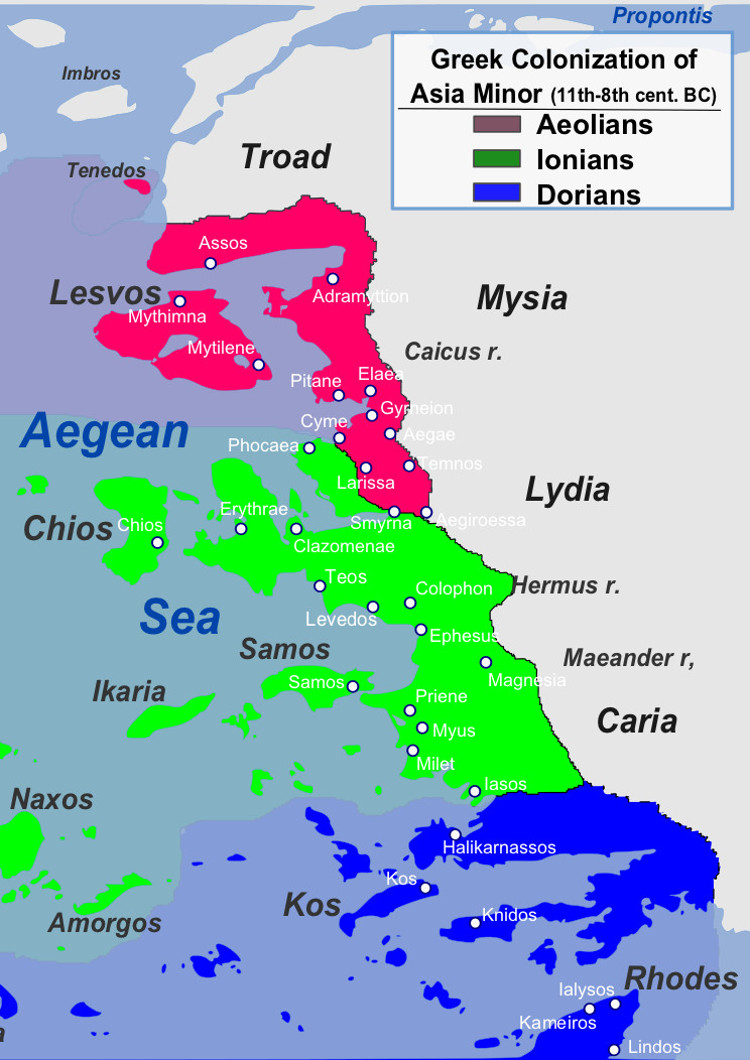 Propontis
Greek Colonization of
Asia Minor (11th-8th cent. BC)
Aeolians
Ionians
Dorians
Imbros
Troad
Tenedos
Assos
Lesvos
Adramyttion
Mysia
Mythimna
Mytilene
Caicus r.
Pitane
Elaea
Gyrneion
Aegean
Cyme
Aegae
Phocaea
Temnos
Larissa
Lydia
Chios
Chios
Erythrae
Smyrna
Aegiroessa
Clazomenae
Teos
Colophon
Hermus r.
Sea
Levedos
Ephesus
Samos
Maeander r,
Ikaria
Samos
Magnesia
Priene
Caria
Myus
Milet
Iasos
Naxos
Halikarnassos
Kos
Kos
Knidos
Amorgos
Rhodes
Ialysos
Kameiros
a
Lindos